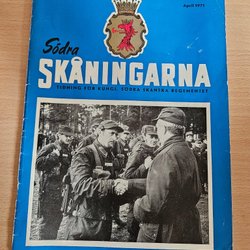 April 1971
Södra
SKÅNINGARNA
TIDNING FÖR KUNGL. SÖDRA SKÅNSKA REGEMENTET